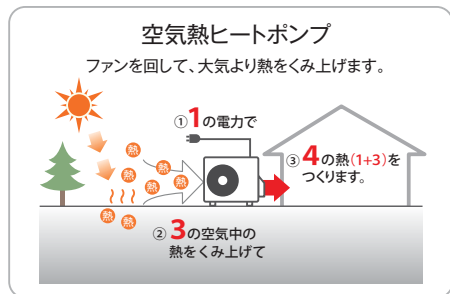 空気熱ヒートポンプ
ファンを回して、大気より熱をくみ上げます。
①1の電力で
熱
熱
熱
熱
熱
熱
熱
③4の熱(1+3)を
つくります。
②3の空気中の
熱をくみ上げて